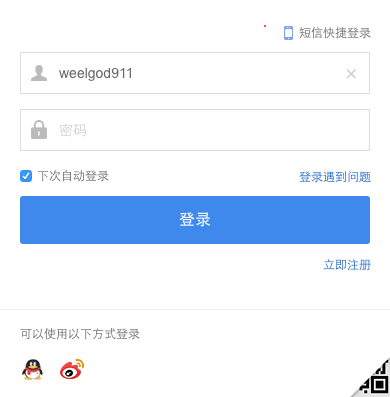 短信快捷登录
weelgod911
密码
下次自动登录
登录遇到问题
登录
立即注册
可以使用以下方式登录